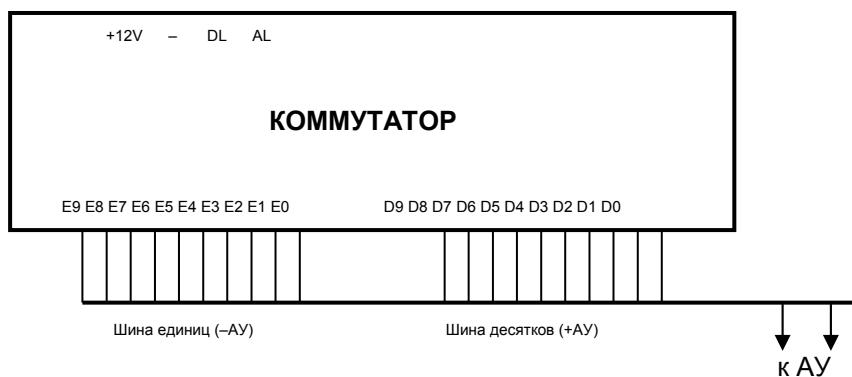 +12V – DL AL
КОММУТАТОР
E9 E8 E7 E6 E5 E4 E3 E2 E1 E0 D9 D8 D7 D6 D5 D4 D3 D2 D1 D0
Шина единиц (–АУ) Шина десятков (+АУ)
к АУ